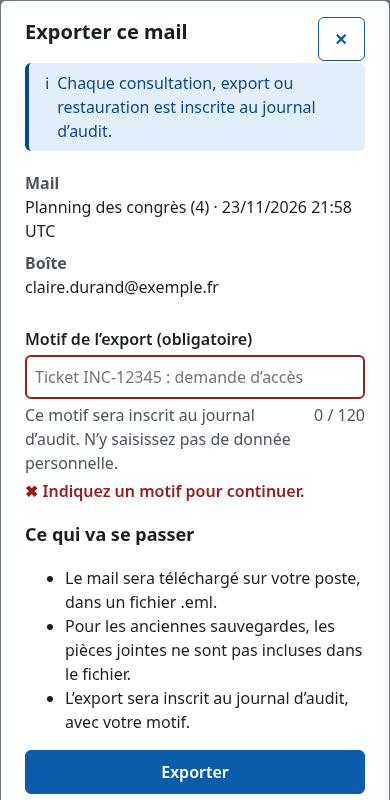 Exporter ce mail
×
i Chaque consultation, export ou
restauration est inscrite au journal
d’audit.
Mail
Planning des congrès (4) · 23/11/2026 21:58
UTC
Boîte
claire.durand@exemple.fr
Motif de l’export (obligatoire)
Ticket INC-12345 : demande d’accès
Ce motif sera inscrit au journal 0 / 120
d’audit. N’y saisissez pas de donnée
personnelle.
✖ Indiquez un motif pour continuer.
Ce qui va se passer
• Le mail sera téléchargé sur votre poste,
dans un fichier .eml.
• Pour les anciennes sauvegardes, les
pièces jointes ne sont pas incluses dans
le fichier.
• L’export sera inscrit au journal d’audit,
avec votre motif.
Exporter